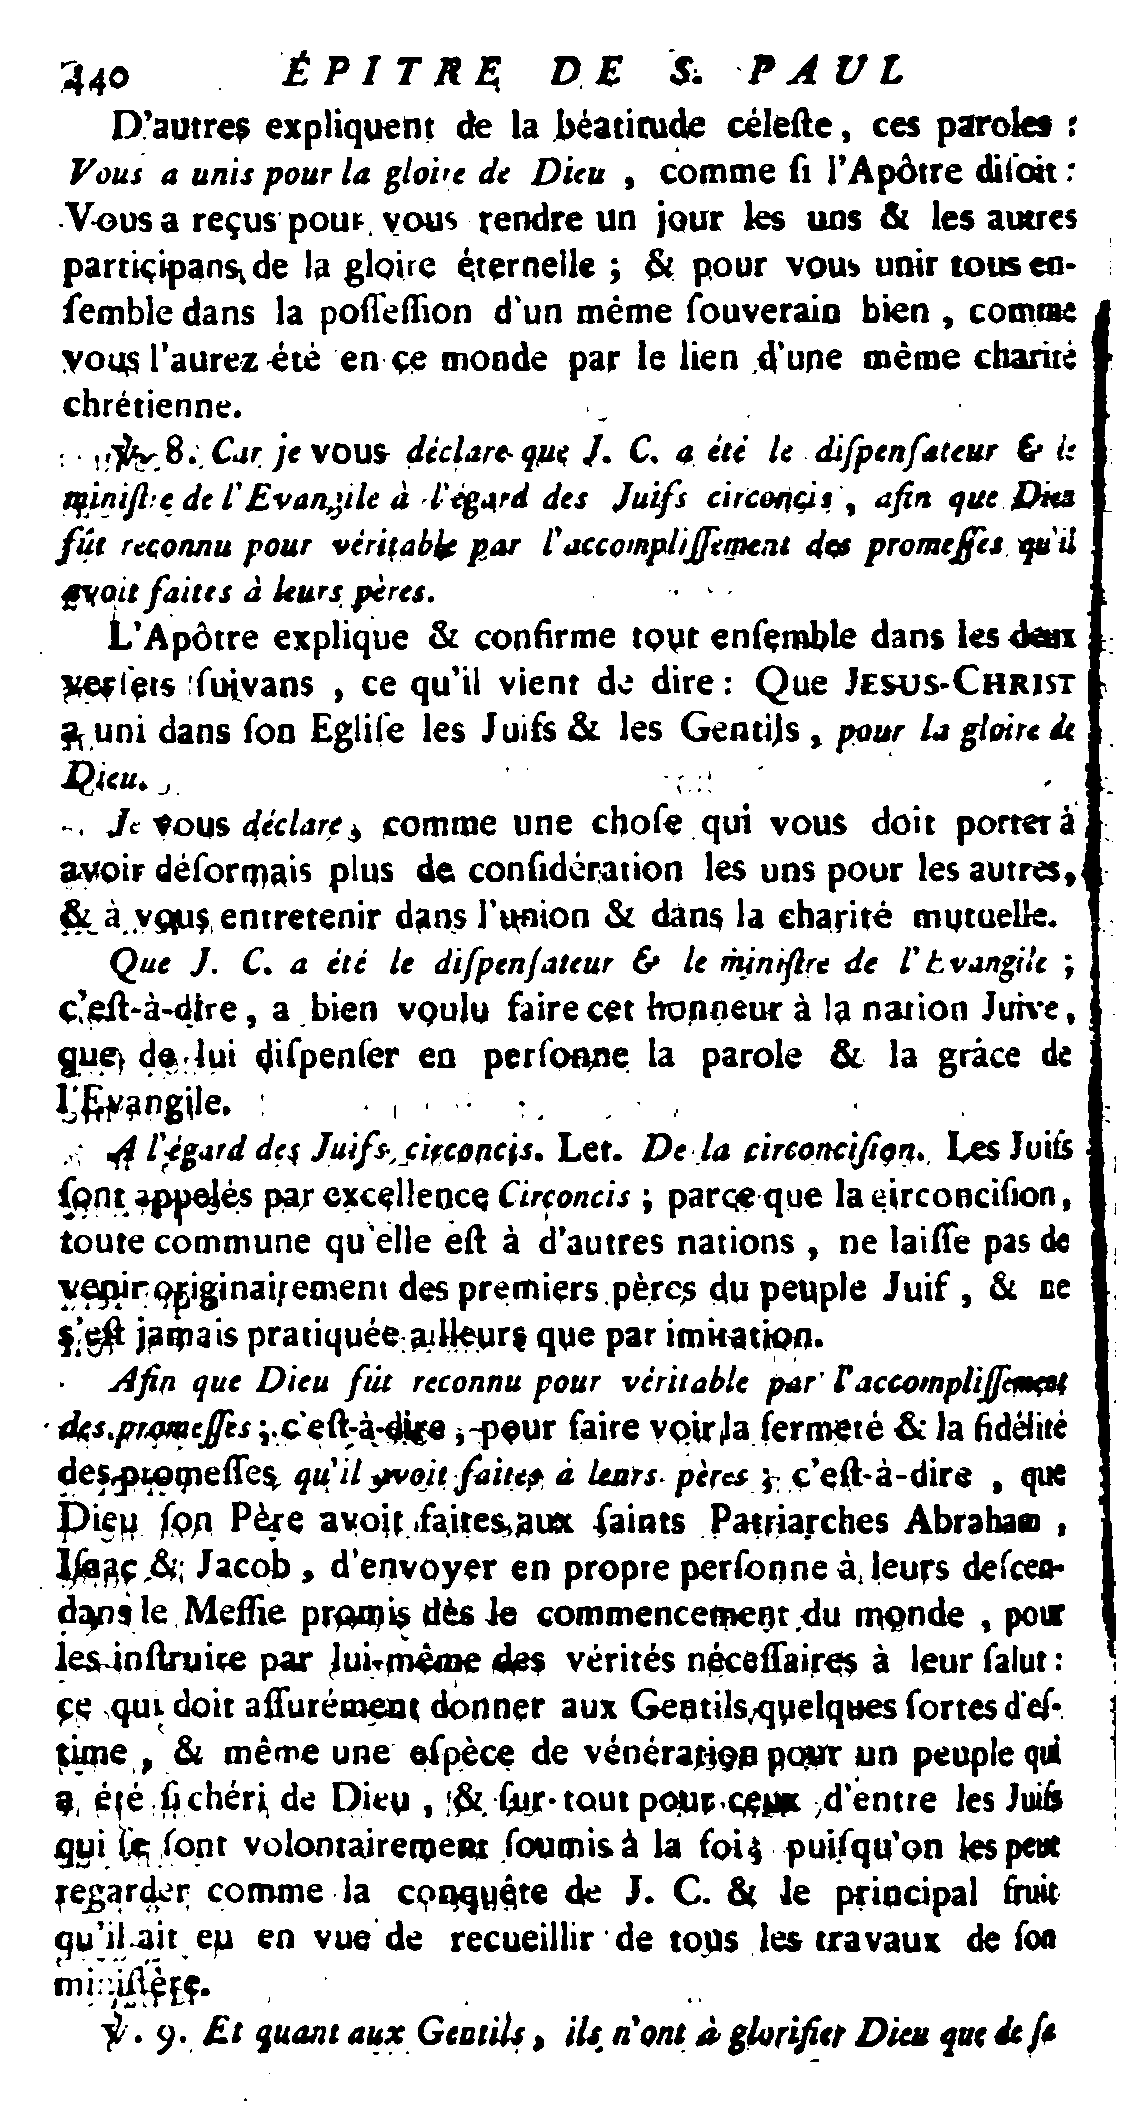 440 ÉPITRE DE S. PAUL
D'autres expliquent de la béatitude céleſte, ces paroles :
Vous a unis pour la gloire de Dieu , comme ſi l'Apôtre diſoit :
Vous a reçus pour vous rendre un jour les uns & les autres
participans de la gloire éternelle ; & pour vous unir tous en-
ſemble dans la poſſeſſion d'un même ſouverain bien , comme
vous l'aurez été en ce monde par le lien d'une même charité
chrétienne.
℣. 8. Car je vous déclare que J. C. a été le diſpenſateur & le
miniſtre de l'Evangile à l'égard des Juifs circoncis , afin que Dieu
fût reconnu pour véritable par l'accompliſſement des promeſſes qu'il
avoit faites à leurs pères.
L'Apôtre explique & confirme tout enſemble dans les deux
verſets ſuivans , ce qu'il vient de dire : Que JESUS-CHRIST
a uni dans ſon Egliſe les Juifs & les Gentils , pour la gloire de
Dieu.
Je vous déclare, comme une choſe qui vous doit porter à
avoir déſormais plus de conſidération les uns pour les autres,
& à vous entretenir dans l'union & dans la charité mutuelle.
Que J. C. a été le diſpenſateur & le miniſtre de l'Evangile ;
c'eſt-à-dire, a bien voulu faire cet honneur à la nation Juive,
que de lui diſpenſer en perſonne la parole & la grâce de
l'Evangile.
A l'égard des Juifs circoncis. Let. De la circonciſion. Les Juifs
ſont appelés par excellence Circoncis ; parce que la circonciſion,
toute commune qu'elle eſt à d'autres nations , ne laiſſe pas de
venir originairement des premiers pères du peuple Juif , & ne
s'eſt jamais pratiquée ailleurs que par imitation.
Afin que Dieu fût reconnu pour véritable par l'accompliſſement
des promeſſes ; c'eſt-à-dire, pour faire voir la fermeté & la fidélité
des promeſſes qu'il avoit faites à leurs pères ; c'eſt-à-dire , que
Dieu ſon Père avoit faites aux ſaints Patriarches Abraham ,
Iſaac & Jacob , d'envoyer en propre perſonne à leurs deſcen-
dans le Meſſie promis dès le commencement du monde , pour
les inſtruire par lui-même des vérités néceſſaires à leur ſalut :
ce qui doit aſſurément donner aux Gentils quelques ſortes d'eſ-
time , & même une eſpèce de vénération pour un peuple qui
a été ſi chéri de Dieu , & ſur-tout pour ceux d'entre les Juifs
qui ſe ſont volontairement ſoumis à la foi ; puiſqu'on les peut
regarder comme la conquête de J. C. & le principal fruit
qu'il ait eu en vue de recueillir de tous les travaux de ſon
miniſtère.
℣. 9. Et quant aux Gentils , ils n'ont à glorifier Dieu que de ſa